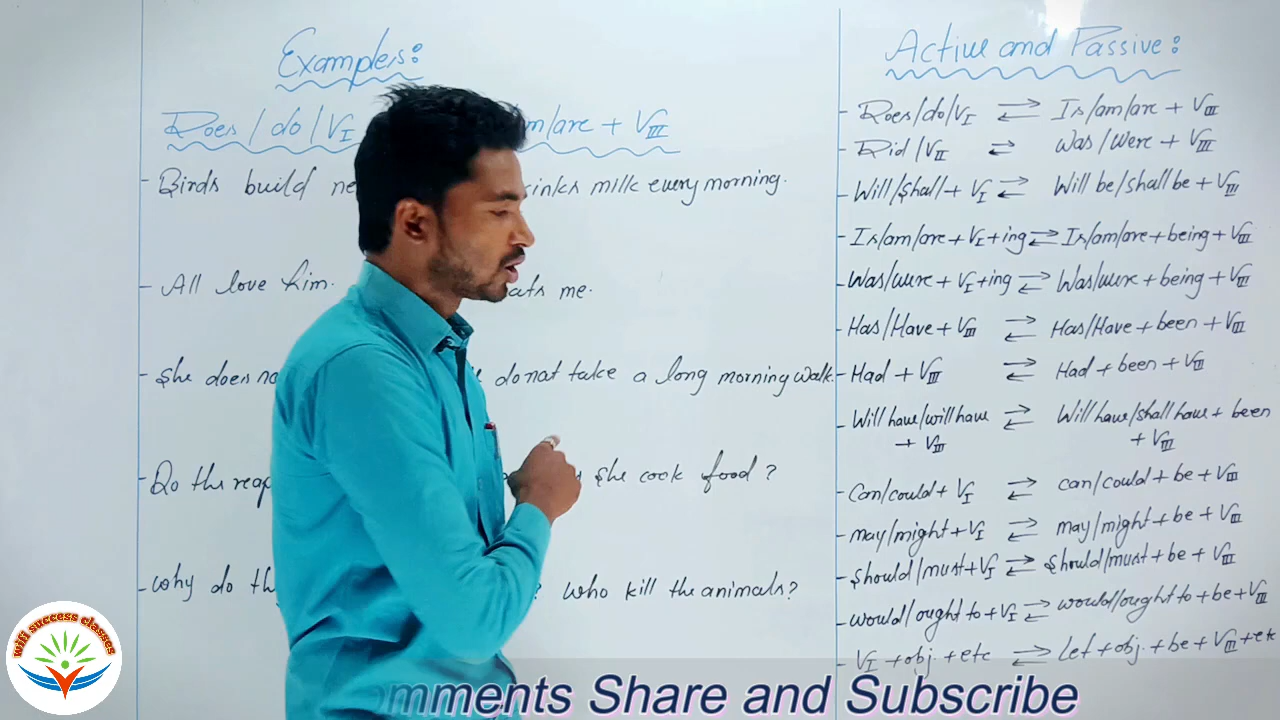 Examples:
Does/do/VI m/are + VIII
Birds build ne rinks milk every morning.
All love him. ats me.
She does no do not take a long morning walk.
Do the reap she cook food?
Why do th ? Who kill the animals?
Active and Passive:
- Does/do/VI ⇌ Is/am/are + VIII
- Did/VII ⇌ Was/Were + VIII
- Will/Shall + VI ⇌ Will be/shall be + VIII
- Is/am/are + VI + ing ⇌ Is/am/are + being + VIII
- Was/were + VI + ing ⇌ Was/were + being + VIII
- Has/Have + VIII ⇌ Has/Have + been + VIII
- Had + VIII ⇌ Had + been + VIII
- Will have/will have ⇌ Will have/shall have + been
+ VIII + VIII
- Can/could + VI ⇌ can/could + be + VIII
- may/might + VI ⇌ may/might + be + VIII
- Should/must + VI ⇌ Should/must + be + VIII
- would/ought to + VI ⇌ would/ought to + be + VIII
- VI + obj. + etc ⇌ Let + obj. + be + VIII + etc
wifi success classes
omments Share and Subscribe